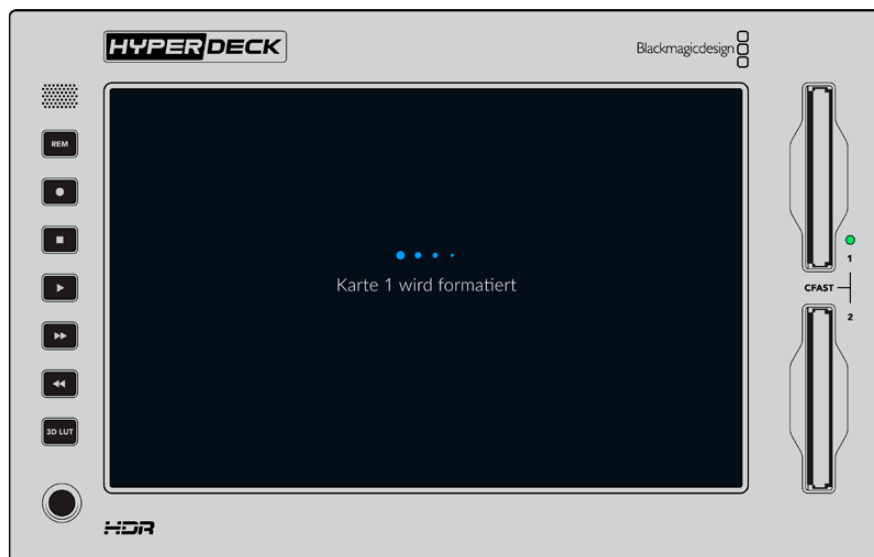 HYPERDECK
Blackmagicdesign
REM
Karte 1 wird formatiert
1
CFAST
2
3D LUT
HDR